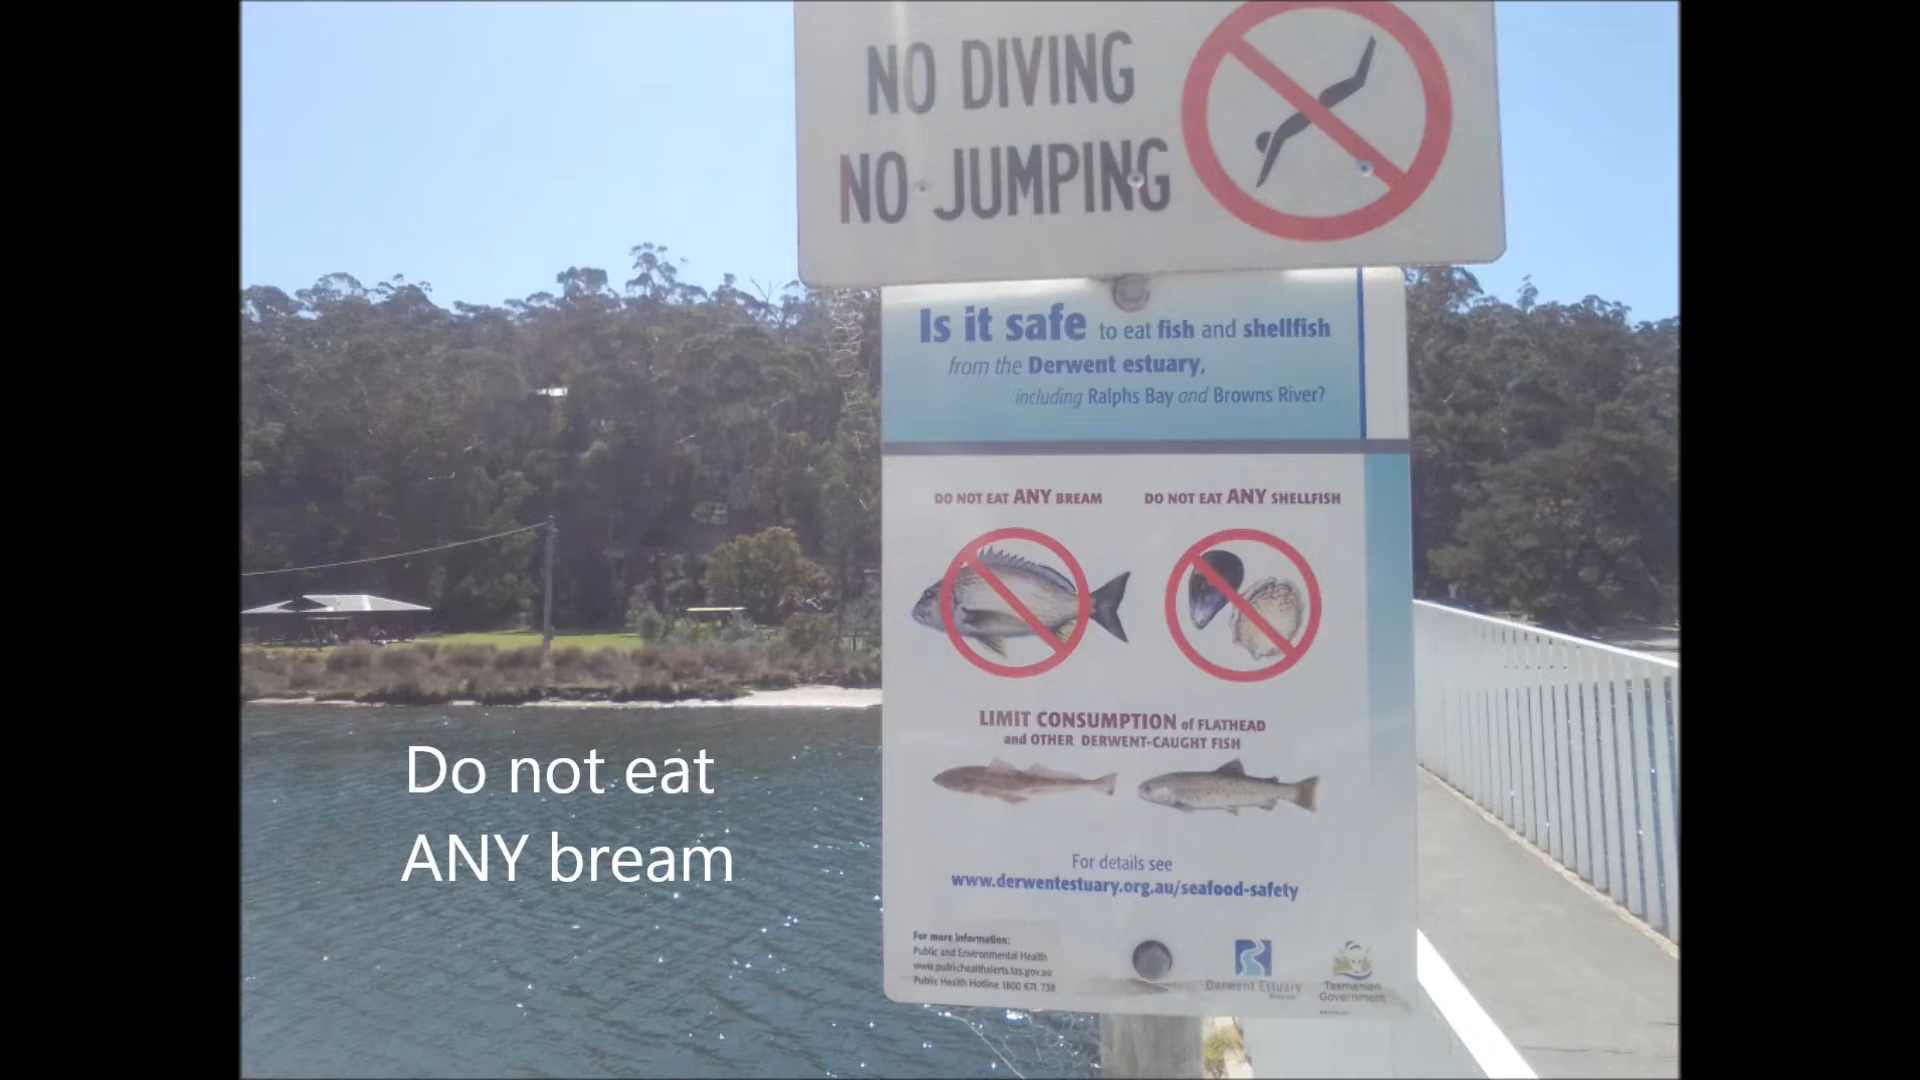 NO DIVING
NO JUMPING
Is it safe to eat fish and shellfish
from the Derwent estuary,
including Ralphs Bay and Browns River?
DO NOT EAT ANY BREAM
DO NOT EAT ANY SHELLFISH
LIMIT CONSUMPTION of FLATHEAD
and OTHER DERWENT-CAUGHT FISH
For details see
www.derwentestuary.org.au/seafood-safety
For more information:
Public and Environmental Health
www.publichealthalerts.tas.gov.au
Public Health Hotline 1800 671 738
Derwent Estuary
Tasmanian
Government
Do not eat
ANY bream